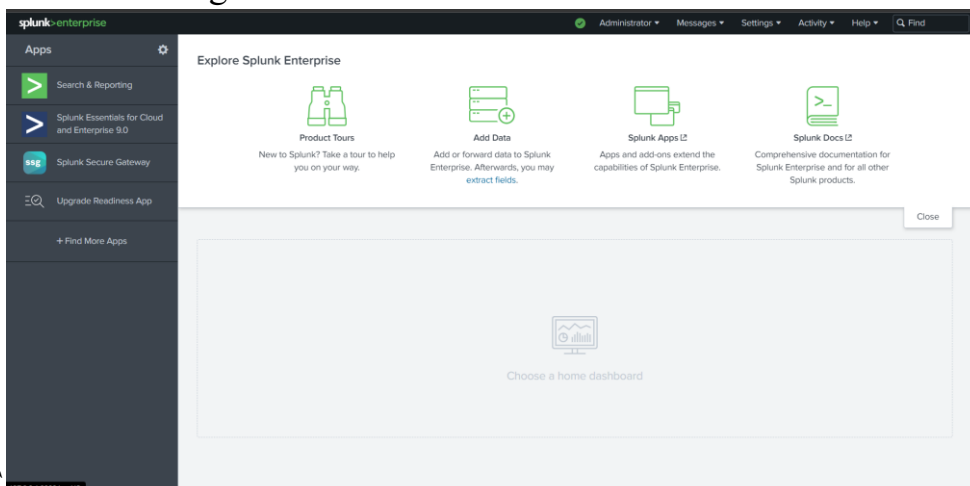 splunk>enterprise
Administrator
Messages
Settings
Activity
Help
Find
Apps
Search & Reporting
Splunk Essentials for Cloud
and Enterprise 9.0
ssg
Splunk Secure Gateway
Upgrade Readiness App
+ Find More Apps
Explore Splunk Enterprise
Product Tours
New to Splunk? Take a tour to help
you on your way.
Add Data
Add or forward data to Splunk
Enterprise. Afterwards, you may
extract fields.
Splunk Apps
Apps and add-ons extend the
capabilities of Splunk Enterprise.
Splunk Docs
Comprehensive documentation for
Splunk Enterprise and for all other
Splunk products.
Close
Choose a home dashboard